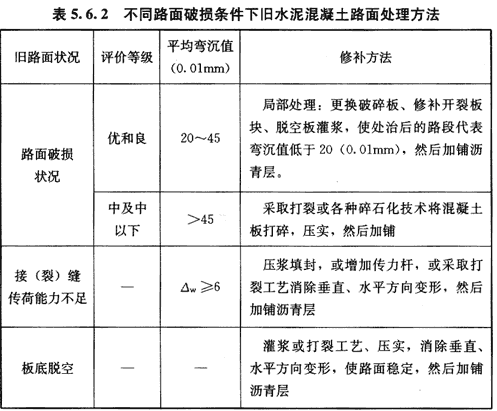 表5.6.2 不同路面破损条件下旧水泥混凝土路面处理方法
旧路面状况 评价等级 平均弯沉值
(0.01mm) 修补方法
路面破损
状况
优和良 20～45
局部处理：更换破碎板、修补开裂板
块、脱空板灌浆，使处治后的路段代表
弯沉值低于20（0.01mm），然后加铺沥
青层。
中及中
以下 >45
采取打裂或各种碎石化技术将混凝土
板打碎，压实，然后加铺
接（裂）缝
传荷能力不足 — Δw≥6
压浆填封，或增加传力杆，或采取打
裂工艺消除垂直、水平方向变形，然后
加铺沥青层
板底脱空 — —
灌浆或打裂工艺、压实，消除垂直、
水平方向变形，使路面稳定，然后加铺
沥青层